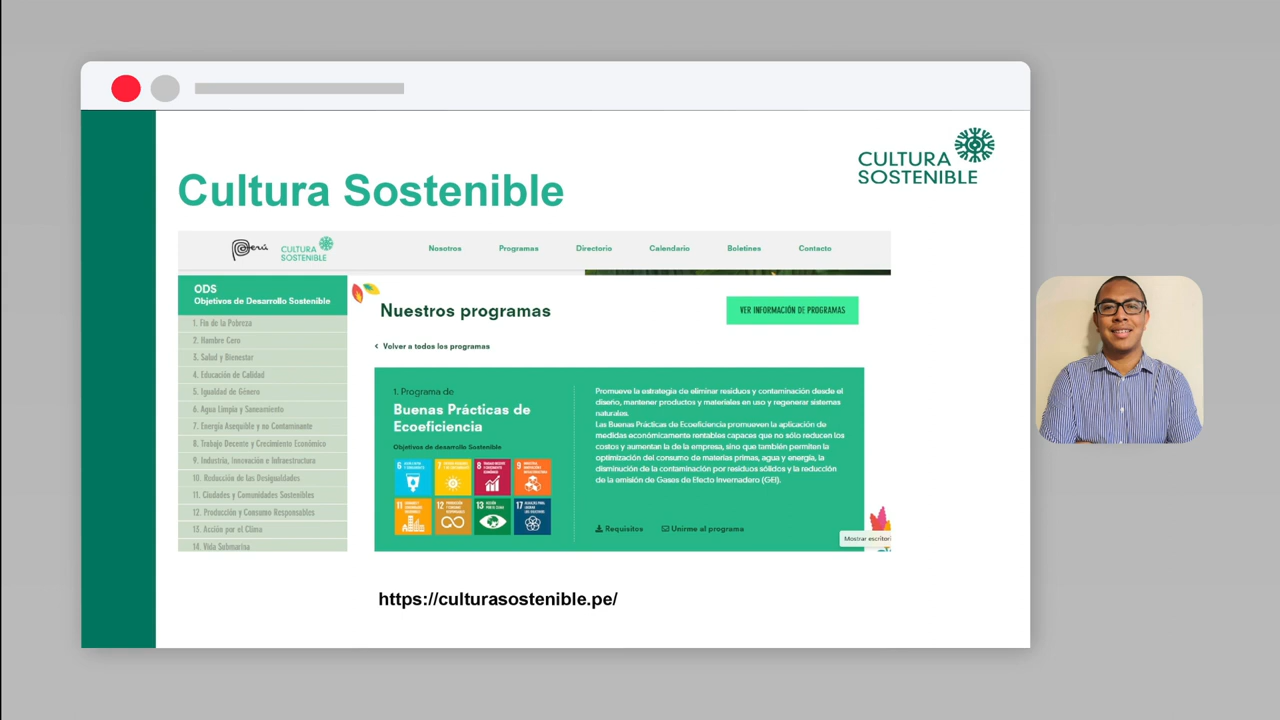 CULTURA
SOSTENIBLE
Cultura Sostenible
Perú
CULTURA
SOSTENIBLE
Nosotros
Programas
Directorio
Calendario
Boletines
Contacto
ODS
Objetivos de Desarrollo Sostenible
1. Fin de la Pobreza
2. Hambre Cero
3. Salud y Bienestar
4. Educación de Calidad
5. Igualdad de Género
6. Agua Limpia y Saneamiento
7. Energía Asequible y no Contaminante
8. Trabajo Decente y Crecimiento Económico
9. Industria, Innovación e Infraestructura
10. Reducción de las Desigualdades
11. Ciudades y Comunidades Sostenibles
12. Producción y Consumo Responsables
13. Acción por el Clima
14. Vida Submarina
Nuestros programas
VER INFORMACIÓN DE PROGRAMAS
Volver a todos los programas
1. Programa de
Buenas Prácticas de
Ecoeficiencia
Objetivos de desarrollo Sostenible
6
7
8
9
11
12
13
17
Promueve la estrategia de eliminar residuos y contaminación desde el
diseño, mantener productos y materiales en uso y regenerar sistemas
naturales.
Las Buenas Prácticas de Ecoeficiencia promueven la aplicación de
medidas económicamente rentables capaces que no sólo reducen los
costos y aumentan la de la empresa, sino que también permiten la
optimización del consumo de materias primas, agua y energía, la
disminución de la contaminación por residuos sólidos y la reducción
de la emisión de Gases de Efecto Invernadero (GEI).
Requisitos
Unirme al programa
Mostrar escritori
https://culturasostenible.pe/